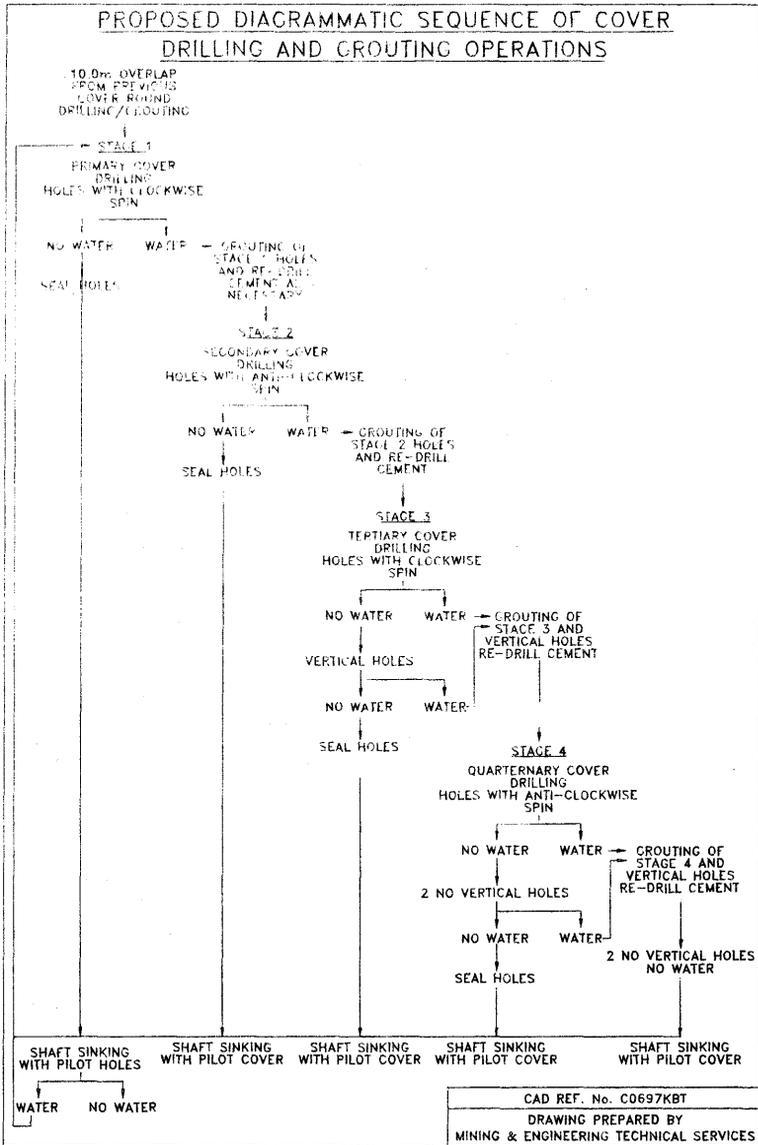 PROPOSED DIAGRAMMATIC SEQUENCE OF COVER
DRILLING AND GROUTING OPERATIONS
10.0m OVERLAP
FROM PREVIOUS
COVER ROUND
DRILLING/GROUTING
STAGE 1
PRIMARY COVER
DRILLING
HOLES WITH CLOCKWISE
SPIN
NO WATER
WATER
GROUTING OF
STAGE 1 HOLES
AND RE-DRILL
CEMENT AS
NECESSARY
SEAL HOLES
STAGE 2
SECONDARY COVER
DRILLING
HOLES WITH ANTI-CLOCKWISE
SPIN
NO WATER
WATER
GROUTING OF
STAGE 2 HOLES
AND RE-DRILL
CEMENT
SEAL HOLES
STAGE 3
TERTIARY COVER
DRILLING
HOLES WITH CLOCKWISE
SPIN
NO WATER
WATER
GROUTING OF
STAGE 3 AND
VERTICAL HOLES
RE-DRILL CEMENT
VERTICAL HOLES
NO WATER
WATER
SEAL HOLES
STAGE 4
QUARTERNARY COVER
DRILLING
HOLES WITH ANTI-CLOCKWISE
SPIN
NO WATER
WATER
GROUTING OF
STAGE 4 AND
VERTICAL HOLES
RE-DRILL CEMENT
2 NO VERTICAL HOLES
NO WATER
WATER
SEAL HOLES
2 NO VERTICAL HOLES
NO WATER
SHAFT SINKING
WITH PILOT HOLES
SHAFT SINKING
WITH PILOT COVER
SHAFT SINKING
WITH PILOT COVER
SHAFT SINKING
WITH PILOT COVER
SHAFT SINKING
WITH PILOT COVER
WATER
NO WATER
CAD REF. No. C0697KBT
DRAWING PREPARED BY
MINING & ENGINEERING TECHNICAL SERVICES